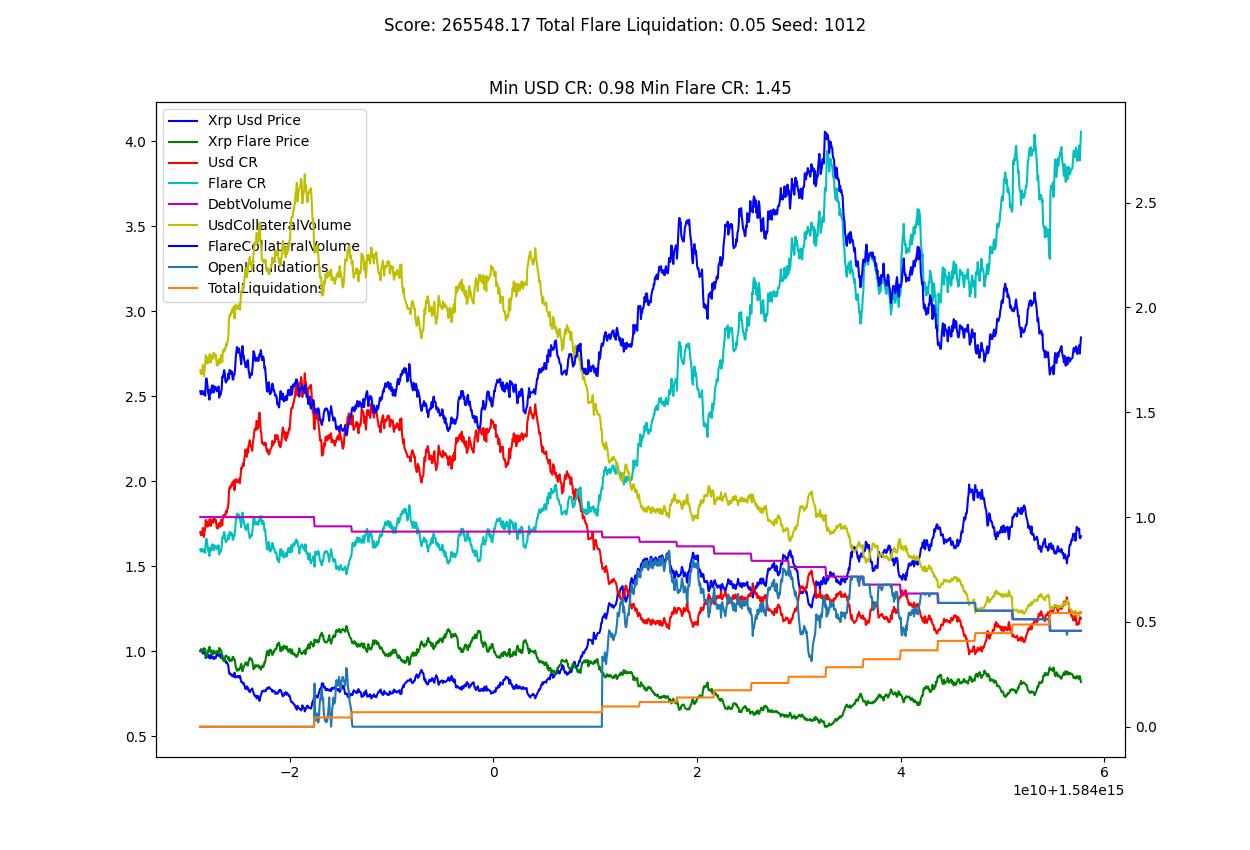 Score: 265548.17 Total Flare Liquidation: 0.05 Seed: 1012
Min USD CR: 0.98 Min Flare CR: 1.45
Xrp Usd Price
Xrp Flare Price
Usd CR
Flare CR
DebtVolume
UsdCollateralVolume
FlareCollateralVolume
OpenLiquidations
TotalLiquidations
4.0
3.5
3.0
2.5
2.0
1.5
1.0
0.5
2.5
2.0
1.5
1.0
0.5
0.0
−2 0 2 4 6
1e10+1.584e15